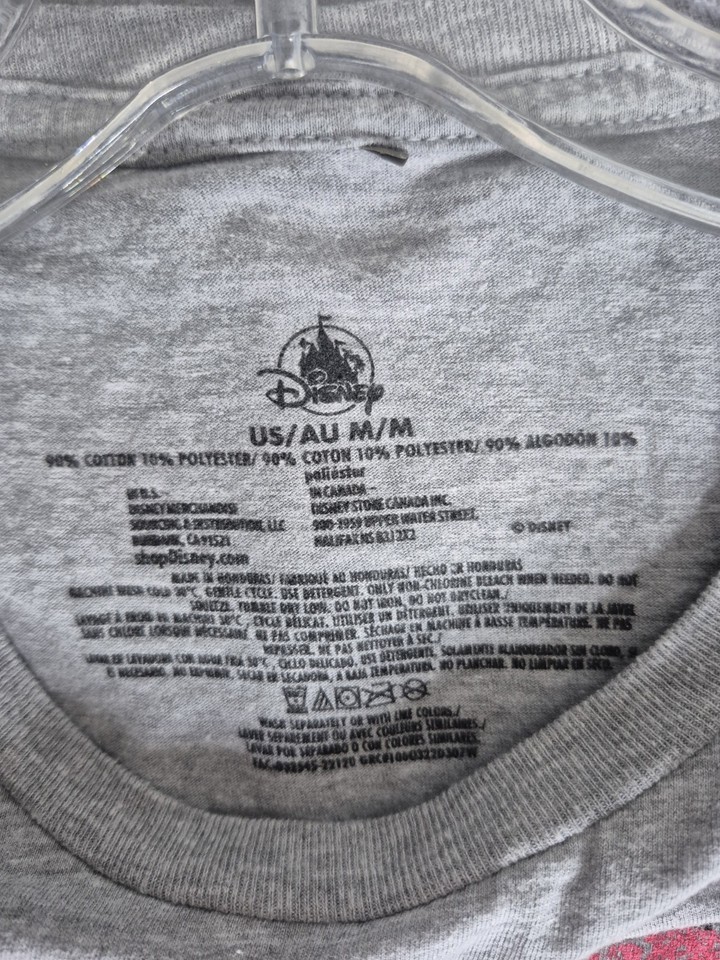 Disney
US/AU M/M
90% COTTON 10% POLYESTER/ 90% COTON 10% POLYESTER/ 90% ALGODÓN 10%
poliéster
IN U.S. – IN CANADA –
DISNEY MERCHANDISE DISNEY STORE CANADA INC.
SOURCING & DISTRIBUTION, LLC 900-1959 UPPER WATER STREET,
BURBANK, CA 91521 HALIFAX NS B3J 2X2 © DISNEY
shopDisney.com
MADE IN HONDURAS/ FABRIQUÉ AU HONDURAS/ HECHO EN HONDURAS
MACHINE WASH COLD 30°C, GENTLE CYCLE. USE DETERGENT. ONLY NON-CHLORINE BLEACH WHEN NEEDED. DO NOT
SQUEEZE. TUMBLE DRY LOW. DO NOT IRON. DO NOT DRYCLEAN./
LAVAGE À FROID EN MACHINE 30°C, CYCLE DÉLICAT. UTILISER UN DÉTERGENT. UTILISER UNIQUEMENT DE LA JAVEL
SANS CHLORE LORSQUE NÉCESSAIRE. NE PAS COMPRIMER. SÉCHAGE EN MACHINE À BASSE TEMPÉRATURE. NE PAS
REPASSER. NE PAS NETTOYER À SEC./
LAVAR EN LAVADORA CON AGUA FRÍA 30°C, CICLO DELICADO. USE DETERGENTE. SOLAMENTE BLANQUEADOR SIN CLORO, SI
ES NECESARIO. NO EXPRIMIR. SECAR EN SECADORA, A BAJA TEMPERATURA. NO PLANCHAR. NO LIMPIAR EN SECO.
WASH SEPARATELY OR WITH LIKE COLORS./
LAVER SÉPARÉMENT OU AVEC COULEURS SIMILAIRES./
LAVAR POR SEPARADO O CON COLORES SIMILARES.